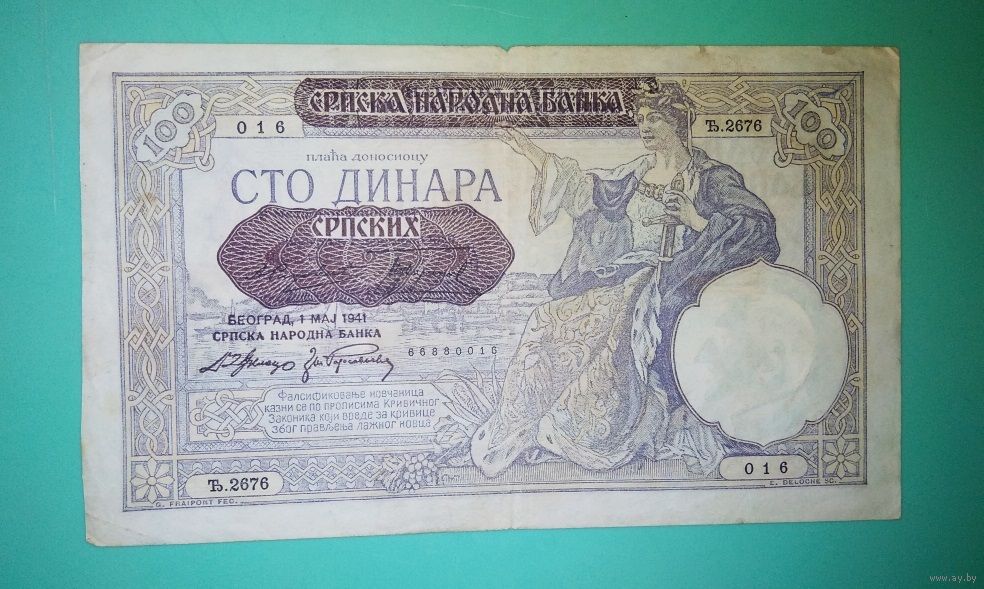 СРПСКА НАРОДНА БАНКА
100
100
016
Ђ.2676
плаћа доносиоцу
СТО ДИНАРА
СРПСКИХ
БЕОГРАД, 1 МАЈ 1941
СРПСКА НАРОДНА БАНКА
66880016
Фалсификовање новчаница
казни се по прописима Кривичног
Законика који вреде за кривице
због прављења лажног новца
Ђ.2676
016
G. FRAIPONT FEC.
E. DELOCHE SC.
www.ay.by